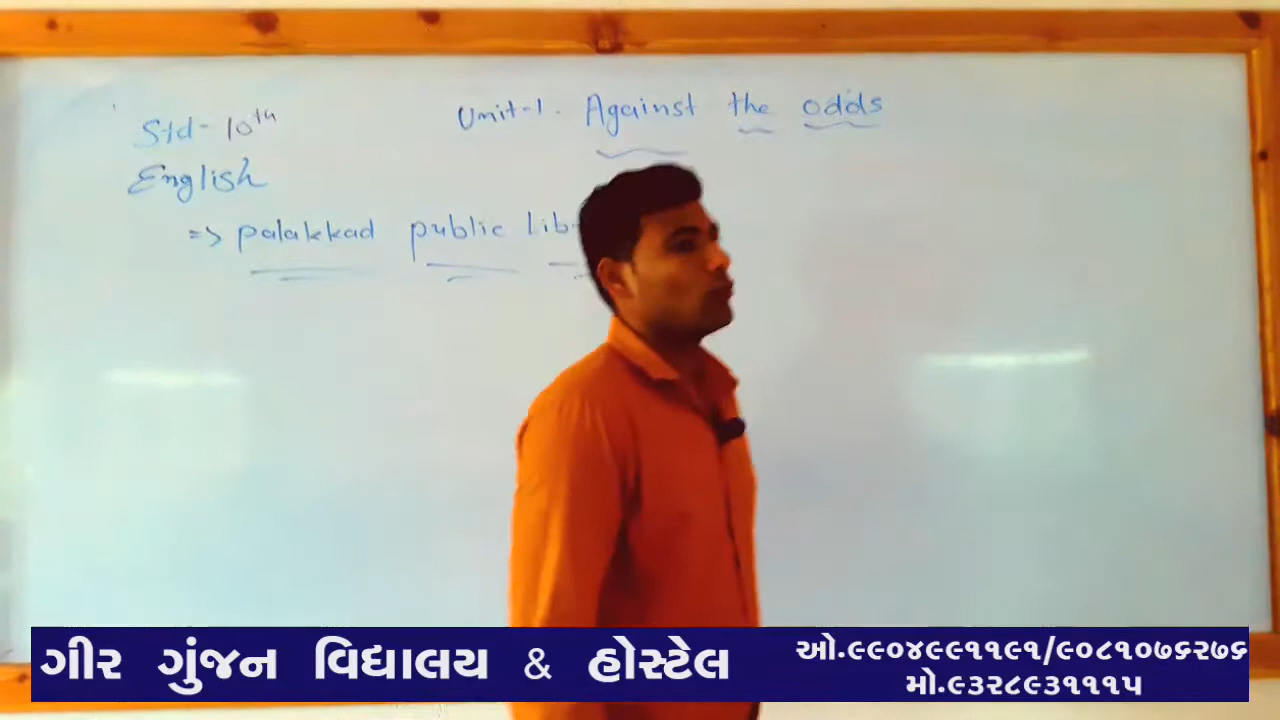 Std- 10th
Unit-1. Against the odds
English
=> palakkad public Lib
ગીર ગુંજન વિદ્યાલય & હોસ્ટેલ
ઓ.૯૯૦૪૯૯૧૧૯૧/૯૦૮૧૦૭૬૨૭૬
મો.૯૩૨૮૯૩૧૧૧૫